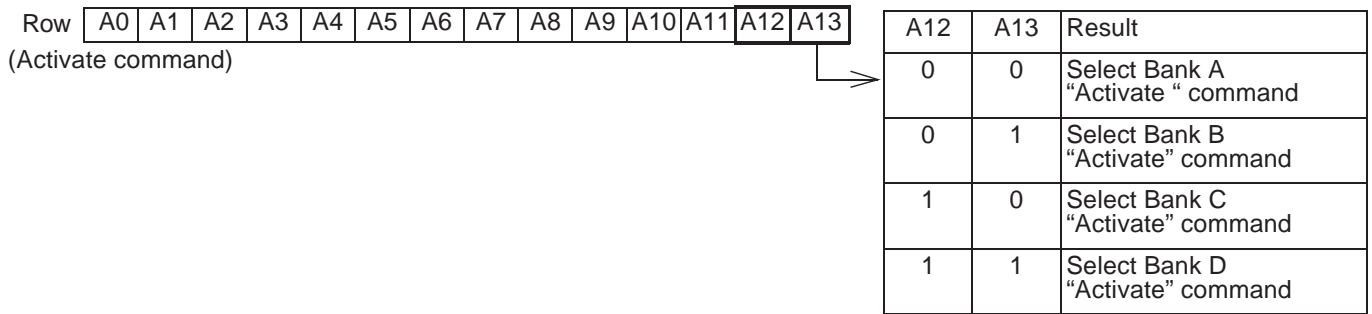 Row A0 A1 A2 A3 A4 A5 A6 A7 A8 A9 A10 A11 A12 A13
(Activate command)
A12 A13 Result
0 0 Select Bank A
“Activate “ command
0 1 Select Bank B
“Activate” command
1 0 Select Bank C
“Activate” command
1 1 Select Bank D
“Activate” command